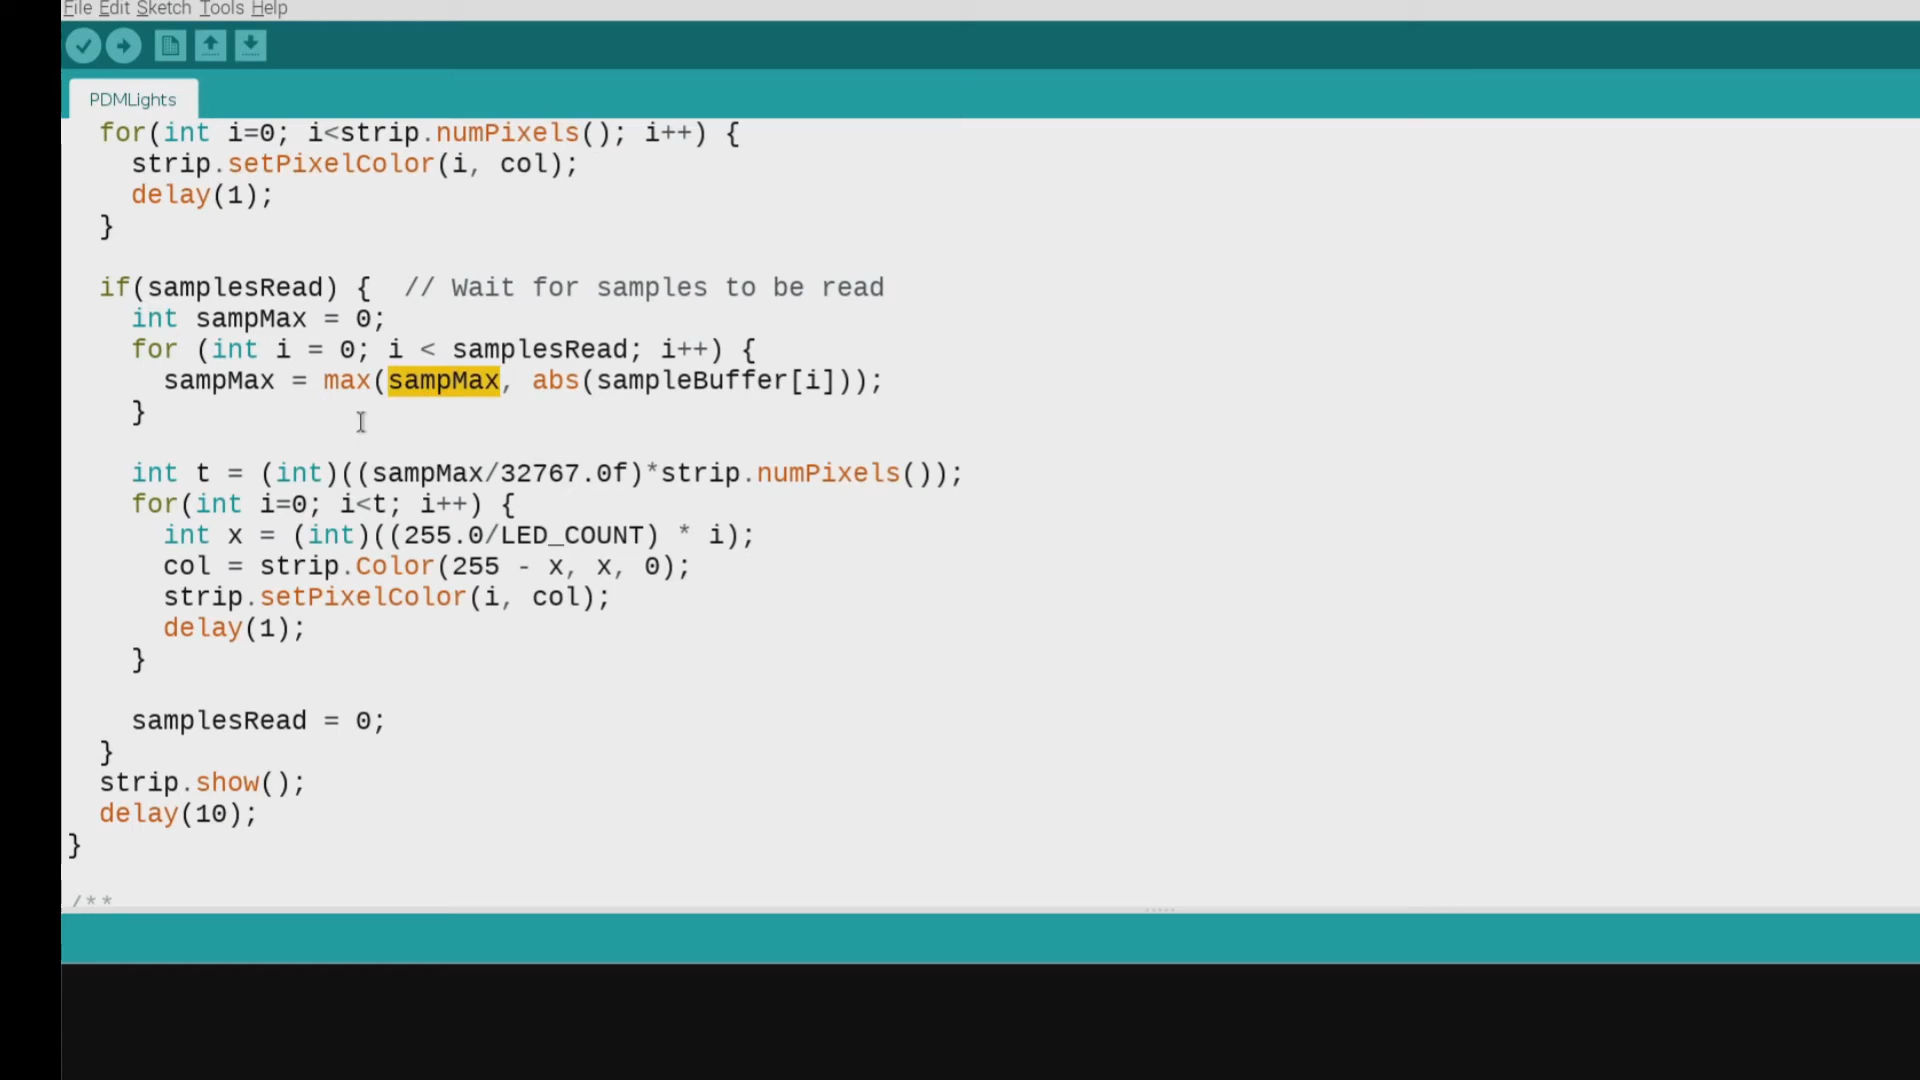 File Edit Sketch Tools Help
PDMLights
for(int i=0; i<strip.numPixels(); i++) {
strip.setPixelColor(i, col);
delay(1);
}
if(samplesRead) {  // Wait for samples to be read
int sampMax = 0;
for (int i = 0; i < samplesRead; i++) {
sampMax = max(sampMax, abs(sampleBuffer[i]));
}
int t = (int)((sampMax/32767.0f)*strip.numPixels());
for(int i=0; i<t; i++) {
int x = (int)((255.0/LED_COUNT) * i);
col = strip.Color(255 - x, x, 0);
strip.setPixelColor(i, col);
delay(1);
}
samplesRead = 0;
}
strip.show();
delay(10);
}
/**